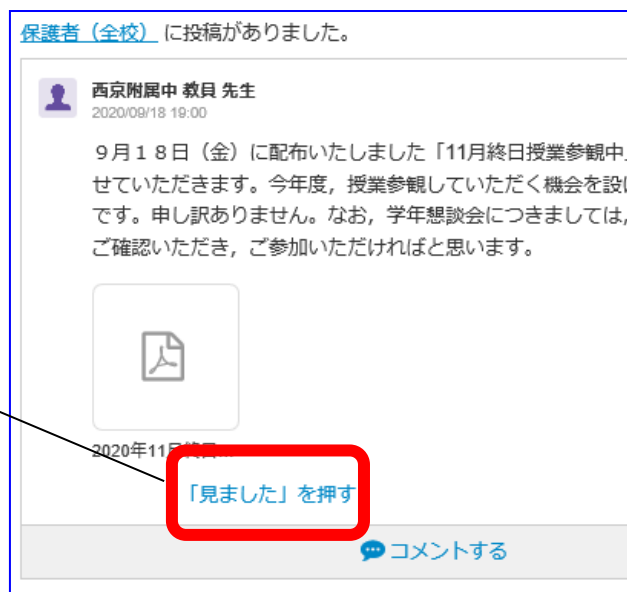 保護者（全校） に投稿がありました。
西京附属中 教員 先生
2020/09/18 19:00
９月１８日（金）に配布いたしました「11月終日授業参観中
せていただきます。今年度，授業参観していただく機会を設
です。申し訳ありません。なお，学年懇談会につきましては，
ご確認いただき，ご参加いただければと思います。
2020年11月終日...
「見ました」を押す
コメントする